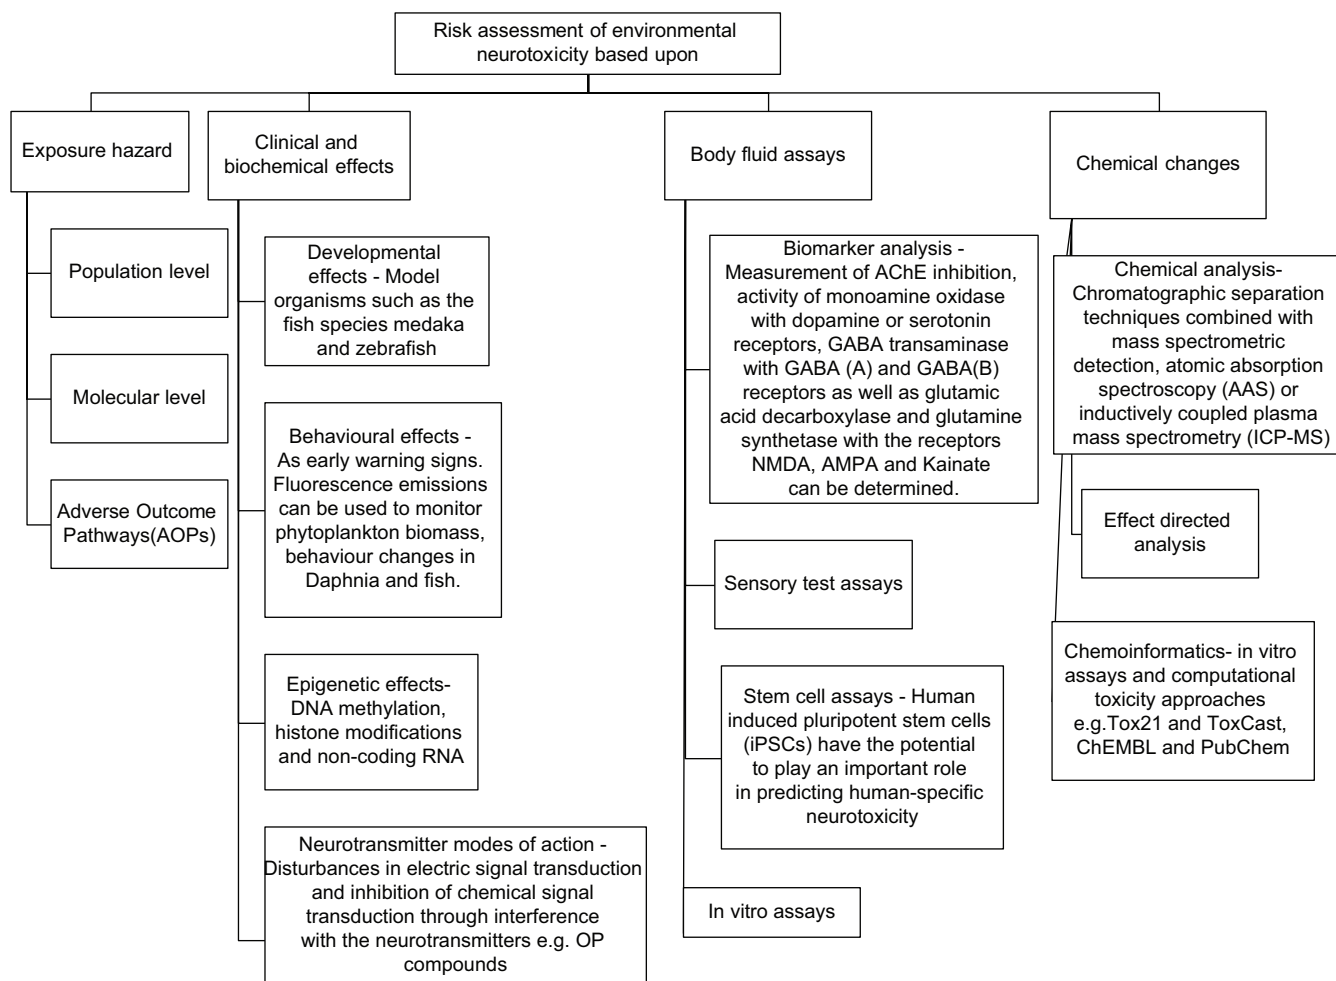 Risk assessment of environmental
neurotoxicity based upon
Exposure hazard
Population level
Molecular level
Adverse Outcome
Pathways(AOPs)
Clinical and
biochemical effects
Developmental
effects - Model
organisms such as the
fish species medaka
and zebrafish
Behavioural effects -
As early warning signs.
Fluorescence emissions
can be used to monitor
phytoplankton biomass,
behaviour changes in
Daphnia and fish.
Epigenetic effects-
DNA methylation,
histone modifications
and non-coding RNA
Neurotransmitter modes of action -
Disturbances in electric signal transduction
and inhibition of chemical signal
transduction through interference
with the neurotransmitters e.g. OP
compounds
Body fluid assays
Biomarker analysis -
Measurement of AChE inhibition,
activity of monoamine oxidase
with dopamine or serotonin
receptors, GABA transaminase
with GABA (A) and GABA(B)
receptors as well as glutamic
acid decarboxylase and glutamine
synthetase with the receptors
NMDA, AMPA and Kainate
can be determined.
Sensory test assays
Stem cell assays - Human
induced pluripotent stem cells
(iPSCs) have the potential
to play an important role
in predicting human-specific
neurotoxicity
In vitro assays
Chemical changes
Chemical analysis-
Chromatographic separation
techniques combined with
mass spectrometric
detection, atomic absorption
spectroscopy (AAS) or
inductively coupled plasma
mass spectrometry (ICP-MS)
Effect directed
analysis
Chemoinformatics- in vitro
assays and computational
toxicity approaches
e.g.Tox21 and ToxCast,
ChEMBL and PubChem